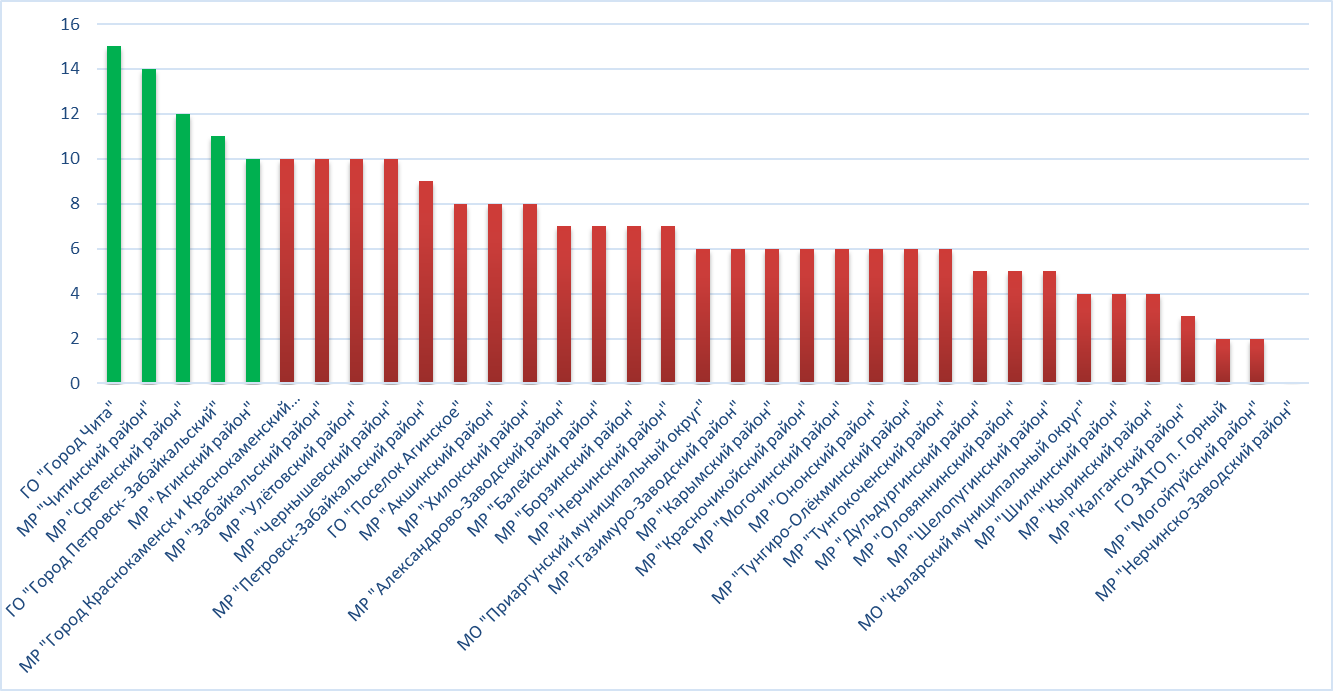 16
14
12
10
8
6
4
2
0
ГО "Город Чита"
МР "Читинский район"
МР "Сретенский район"
ГО "Город Петровск- Забайкальский"
МР "Агинский район"
МР "Город Краснокаменск и Краснокаменский...
МР "Забайкальский район"
МР "Улётовский район"
МР "Чернышевский район"
МР "Петровск-Забайкальский район"
ГО "Поселок Агинское"
МР "Акшинский район"
МР "Хилокский район"
МР "Александрово-Заводский район"
МР "Балейский район"
МР "Борзинский район"
МР "Нерчинский район"
МО "Приаргунский муниципальный округ"
МР "Газимуро-Заводский район"
МР "Карымский район"
МР "Красночикойский район"
МР "Могочинский район"
МР "Ононский район"
МР "Тунгиро-Олёкминский район"
МР "Тунгокоченский район"
МР "Дульдургинский район"
МР "Оловяннинский район"
МР "Шелопугинский район"
МО "Каларский муниципальный округ"
МР "Шилкинский район"
МР "Кыринский район"
МР "Калганский район"
ГО ЗАТО п. Горный
МР "Могойтуйский район"
МР "Нерчинско-Заводский район"